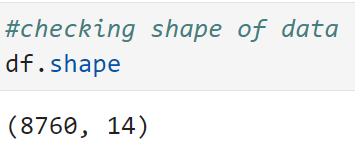 #checking shape of data
df.shape
(8760, 14)